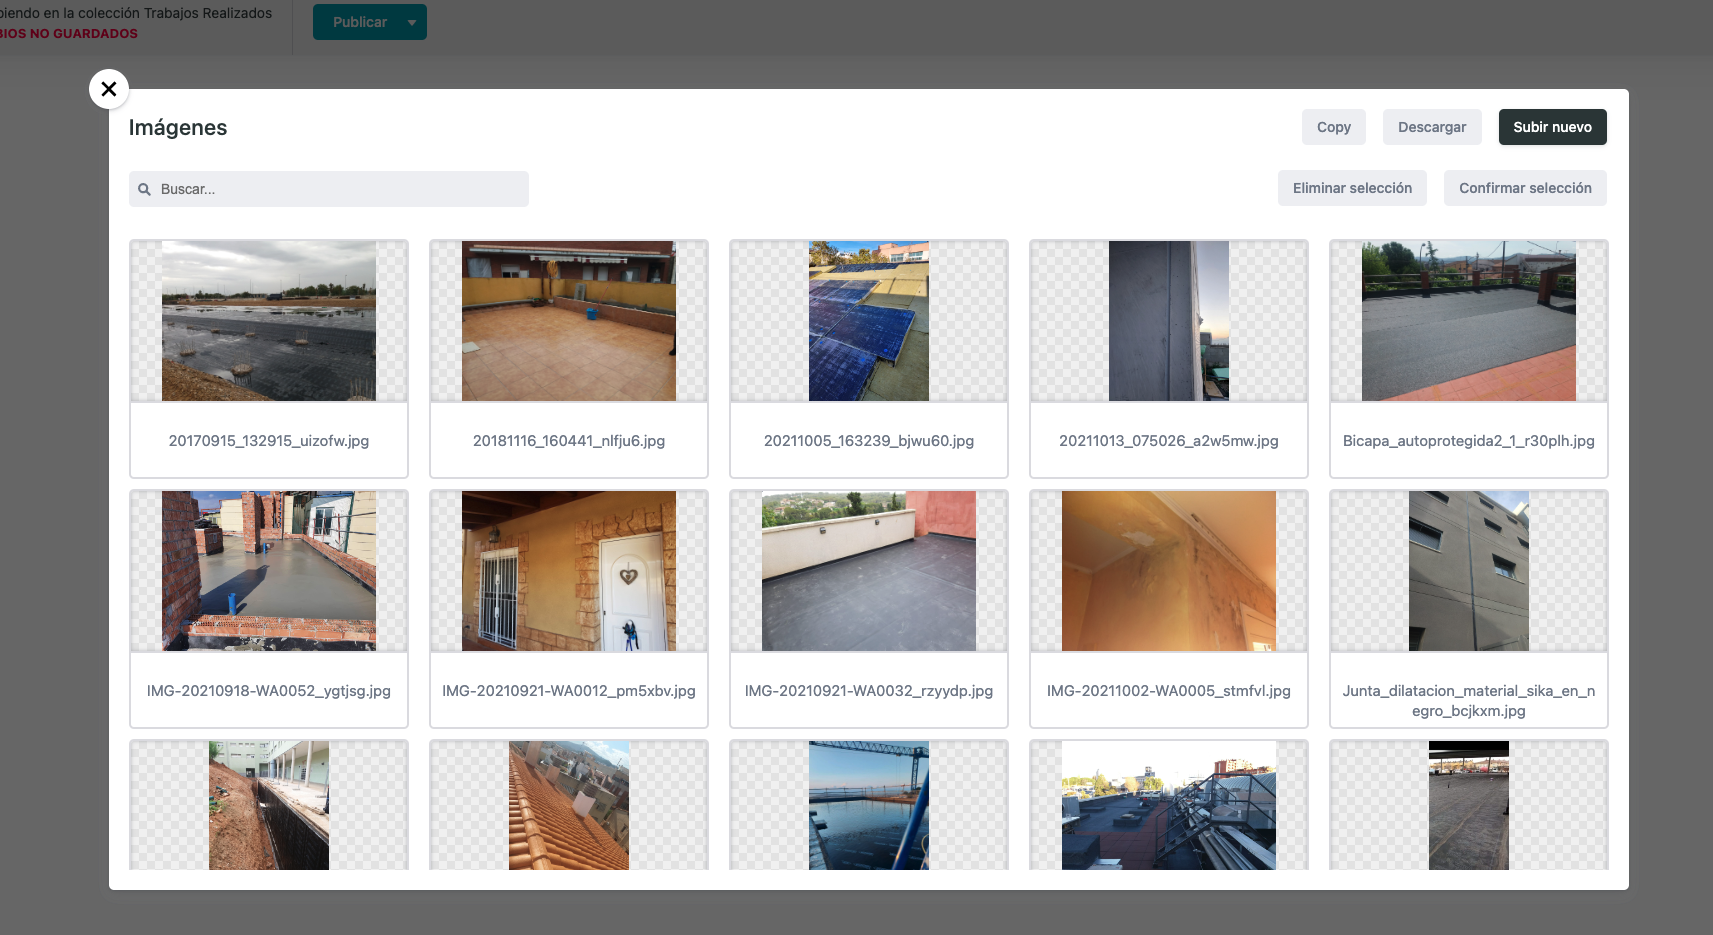 biendo en la colección Trabajos Realizados
BIOS NO GUARDADOS
Publicar
Imágenes
Copy
Descargar
Subir nuevo
Buscar...
Eliminar selección
Confirmar selección
20170915_132915_uizofw.jpg
20181116_160441_nlfju6.jpg
20211005_163239_bjwu60.jpg
20211013_075026_a2w5mw.jpg
Bicapa_autoprotegida2_1_r30plh.jpg
IMG-20210918-WA0052_ygtjsg.jpg
IMG-20210921-WA0012_pm5xbv.jpg
IMG-20210921-WA0032_rzyydp.jpg
IMG-20211002-WA0005_stmfvl.jpg
Junta_dilatacion_material_sika_en_n
egro_bcjkxm.jpg